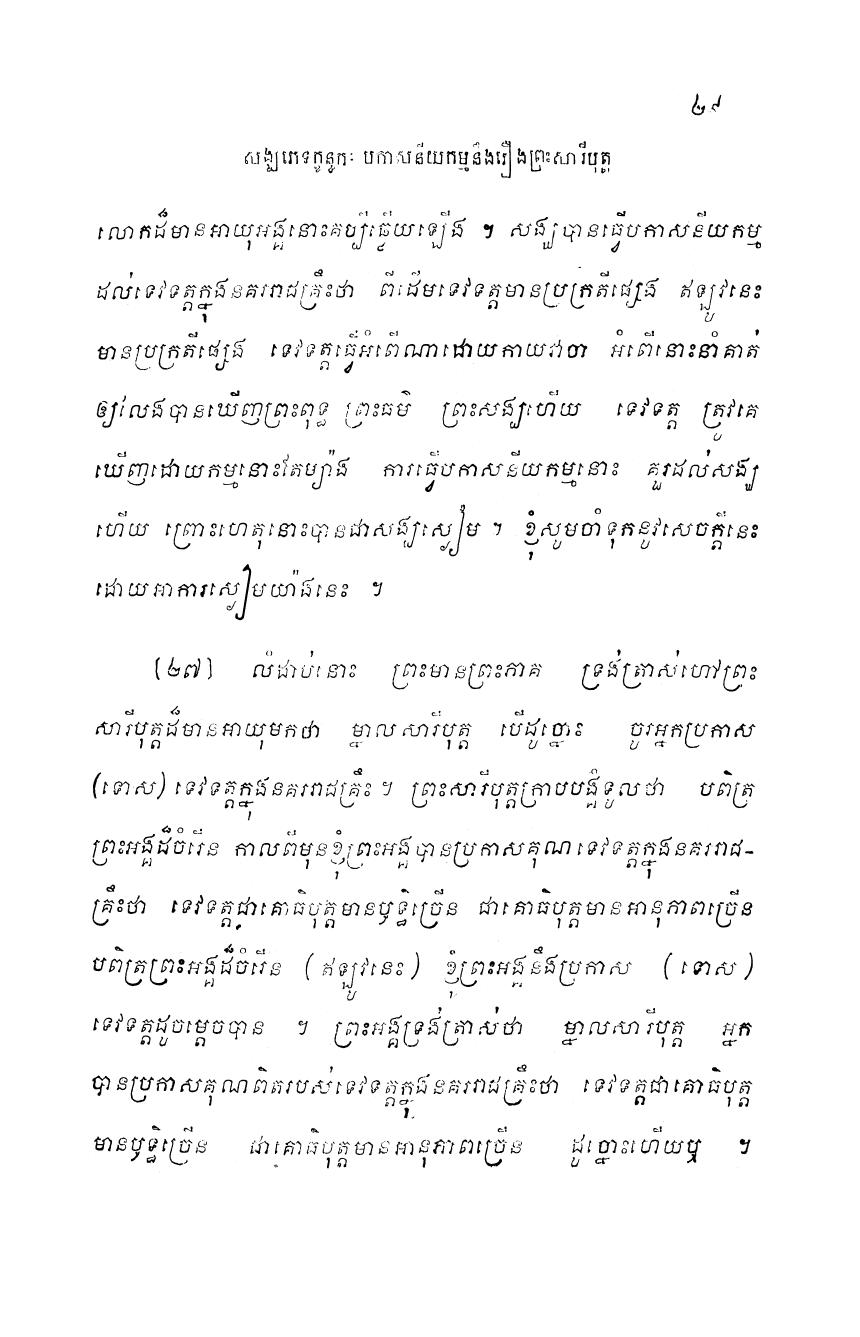 ២៩
សង្ឃភេទក្ខន្ធកៈ បកាសនីយកម្មនិងរឿងព្រះសារីបុត្ត
លោកដ៏មានអាយុអង្គនោះគប្បីធ្វើយឡើង ។ សង្ឃបានធ្វើបកាសនីយកម្ម
ដល់ទេវទត្តក្នុងនគររាជគ្រឹះថា ពីដើមទេវទត្តមានប្រក្រតីផ្សេង ឥឡូវនេះ
មានប្រក្រតីផ្សេង ទេវទត្តធ្វើអំពើណាដោយកាយវាចា អំពើនោះនាំគាត់
ឲ្យលែងបានឃើញព្រះពុទ្ធ ព្រះធម៌ ព្រះសង្ឃហើយ ទេវទត្ត ត្រូវគេ
ឃើញដោយកម្មនោះតែម្យ៉ាង ការធ្វើបកាសនីយកម្មនោះ គួរដល់សង្ឃ
ហើយ ព្រោះហេតុនោះបានជាសង្ឃស្ងៀម ។ ខ្ញុំសូមចាំទុកនូវសេចក្តីនេះ
ដោយអាការស្ងៀមយ៉ាងនេះ ។
[២៧] លំដាប់នោះ ព្រះមានព្រះភាគ ទ្រង់ត្រាស់ហៅព្រះ
សារីបុត្តដ៏មានអាយុមកថា ម្នាលសារីបុត្ត បើដូច្នោះ ចូរអ្នកប្រកាស
(ទោស) ទេវទត្តក្នុងនគររាជគ្រឹះ ។ ព្រះសារីបុត្តក្រាបបង្គំទូលថា បពិត្រ
ព្រះអង្គដ៏ចំរើន កាលពីមុនខ្ញុំព្រះអង្គបានប្រកាសគុណទេវទត្តក្នុងនគររាជ-
គ្រឹះថា ទេវទត្តជាគោធិបុត្តមានឫទ្ធិច្រើន ជាគោធិបុត្តមានអានុភាពច្រើន
បពិត្រព្រះអង្គដ៏ចំរើន (ឥឡូវនេះ) ខ្ញុំព្រះអង្គនឹងប្រកាស (ទោស)
ទេវទត្តដូចម្តេចបាន ។ ព្រះអង្គទ្រង់ត្រាស់ថា ម្នាលសារីបុត្ត អ្នក
បានប្រកាសគុណពិតរបស់ទេវទត្តក្នុងនគររាជគ្រឹះថា ទេវទត្តជាគោធិបុត្ត
មានឫទ្ធិច្រើន ជាគោធិបុត្តមានអានុភាពច្រើន ដូច្នោះហើយឬ ។